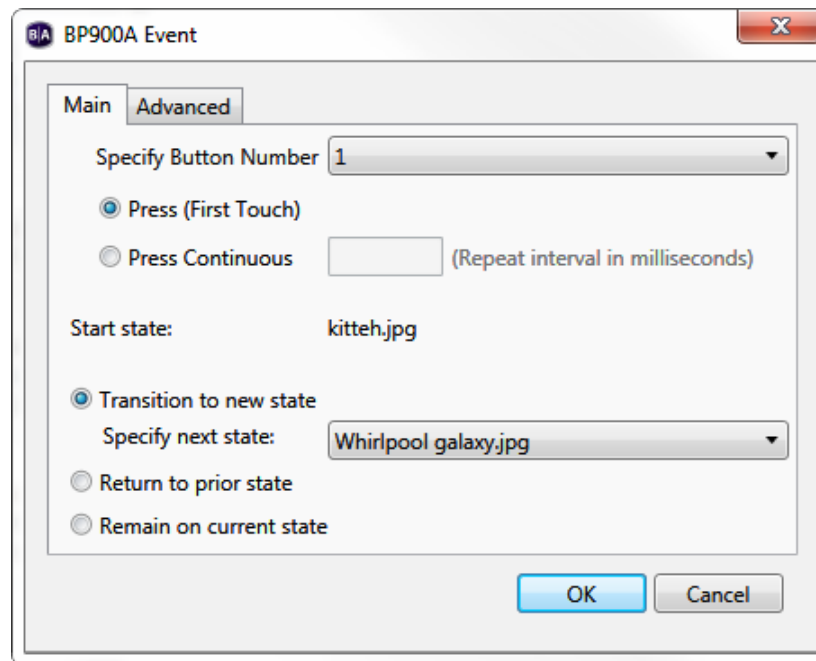 B|A BP900A Event
Main Advanced
Specify Button Number 1
Press (First Touch)
Press Continuous (Repeat interval in milliseconds)
Start state: kitteh.jpg
Transition to new state
Specify next state: Whirlpool galaxy.jpg
Return to prior state
Remain on current state
OK Cancel